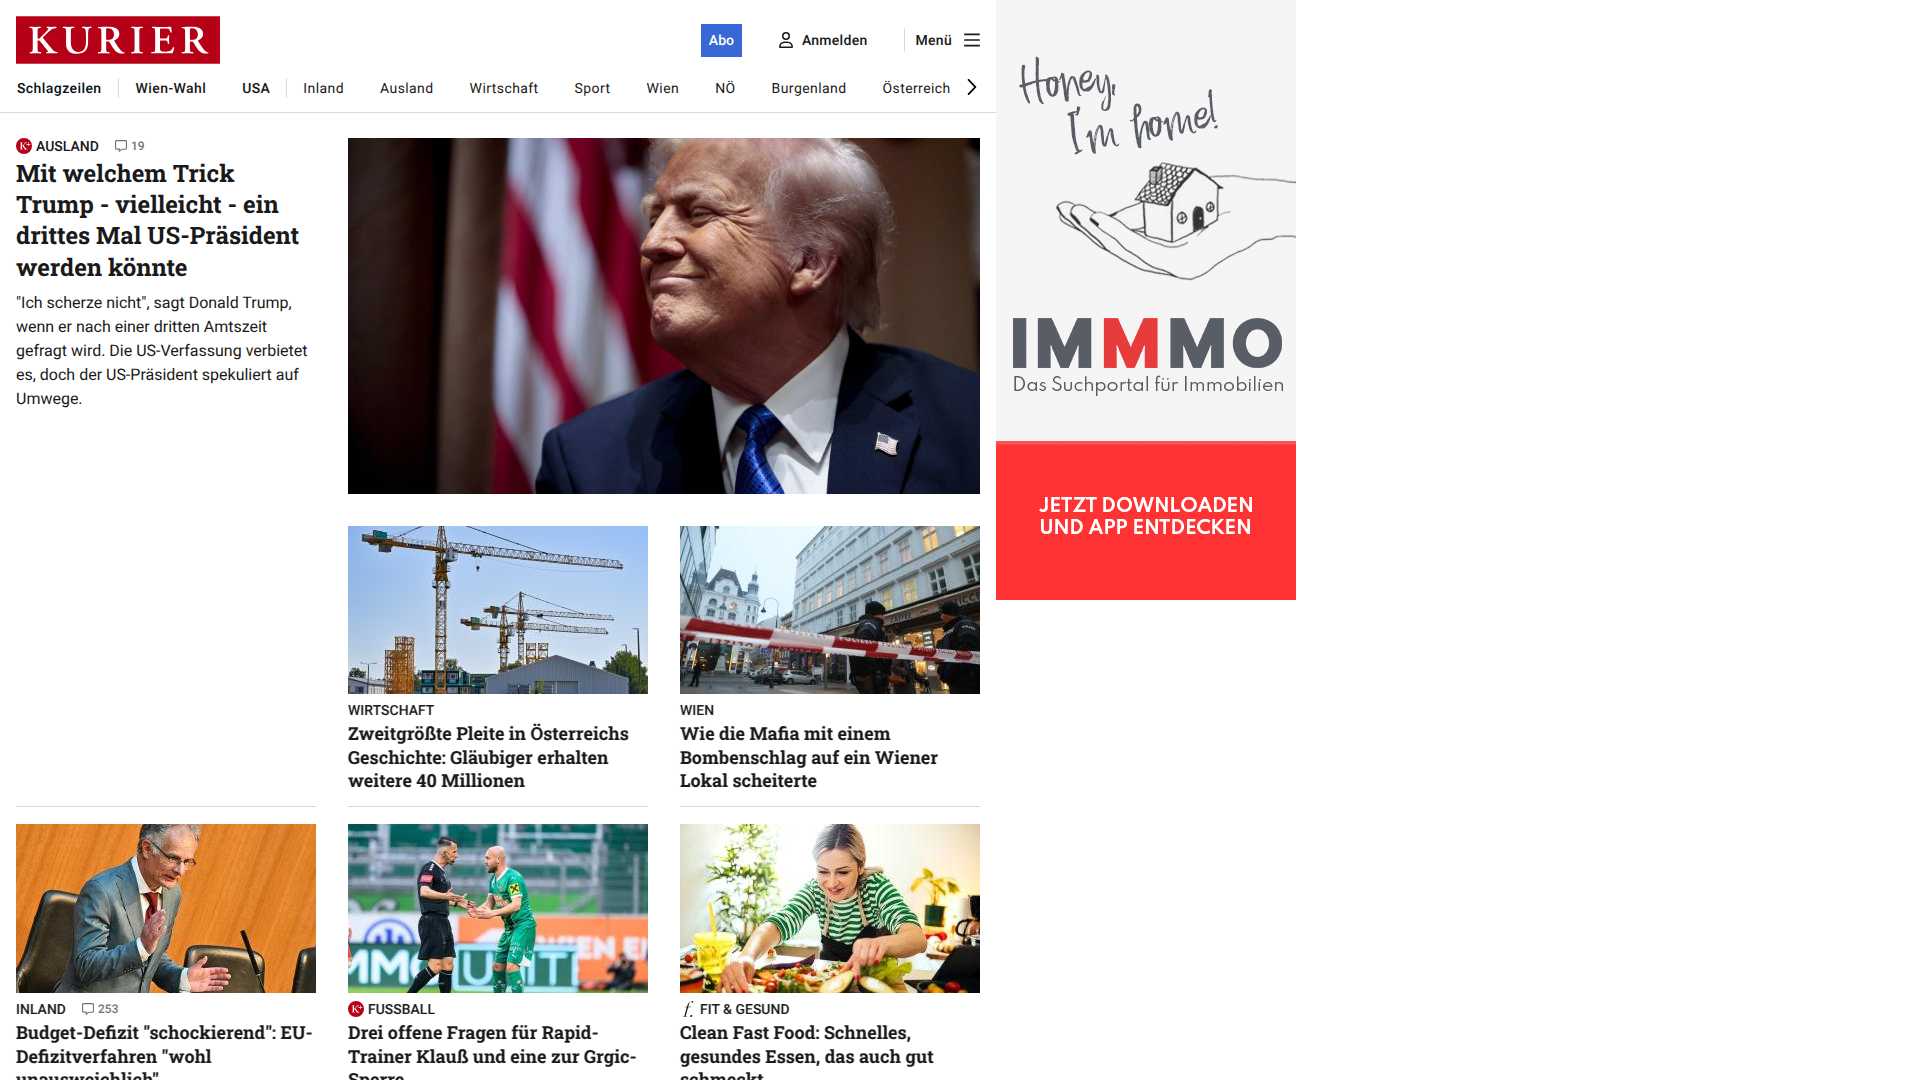 KURIER
Abo
Anmelden
Menü
Schlagzeilen
Wien-Wahl
USA
Inland
Ausland
Wirtschaft
Sport
Wien
NÖ
Burgenland
Österreich
AUSLAND
19
Mit welchem Trick
Trump - vielleicht - ein
drittes Mal US-Präsident
werden könnte
"Ich scherze nicht", sagt Donald Trump,
wenn er nach einer dritten Amtszeit
gefragt wird. Die US-Verfassung verbietet
es, doch der US-Präsident spekuliert auf
Umwege.
WIRTSCHAFT
Zweitgrößte Pleite in Österreichs
Geschichte: Gläubiger erhalten
weitere 40 Millionen
WIEN
Wie die Mafia mit einem
Bombenschlag auf ein Wiener
Lokal scheiterte
INLAND
253
Budget-Defizit "schockierend": EU-
Defizitverfahren "wohl
unausweichlich"
K+ FUSSBALL
Drei offene Fragen für Rapid-
Trainer Klauß und eine zur Grgic-
Sperre
f. FIT & GESUND
Clean Fast Food: Schnelles,
gesundes Essen, das auch gut
schmeckt
Honey,
I'm home!
IMMMO
Das Suchportal für Immobilien
JETZT DOWNLOADEN
UND APP ENTDECKEN